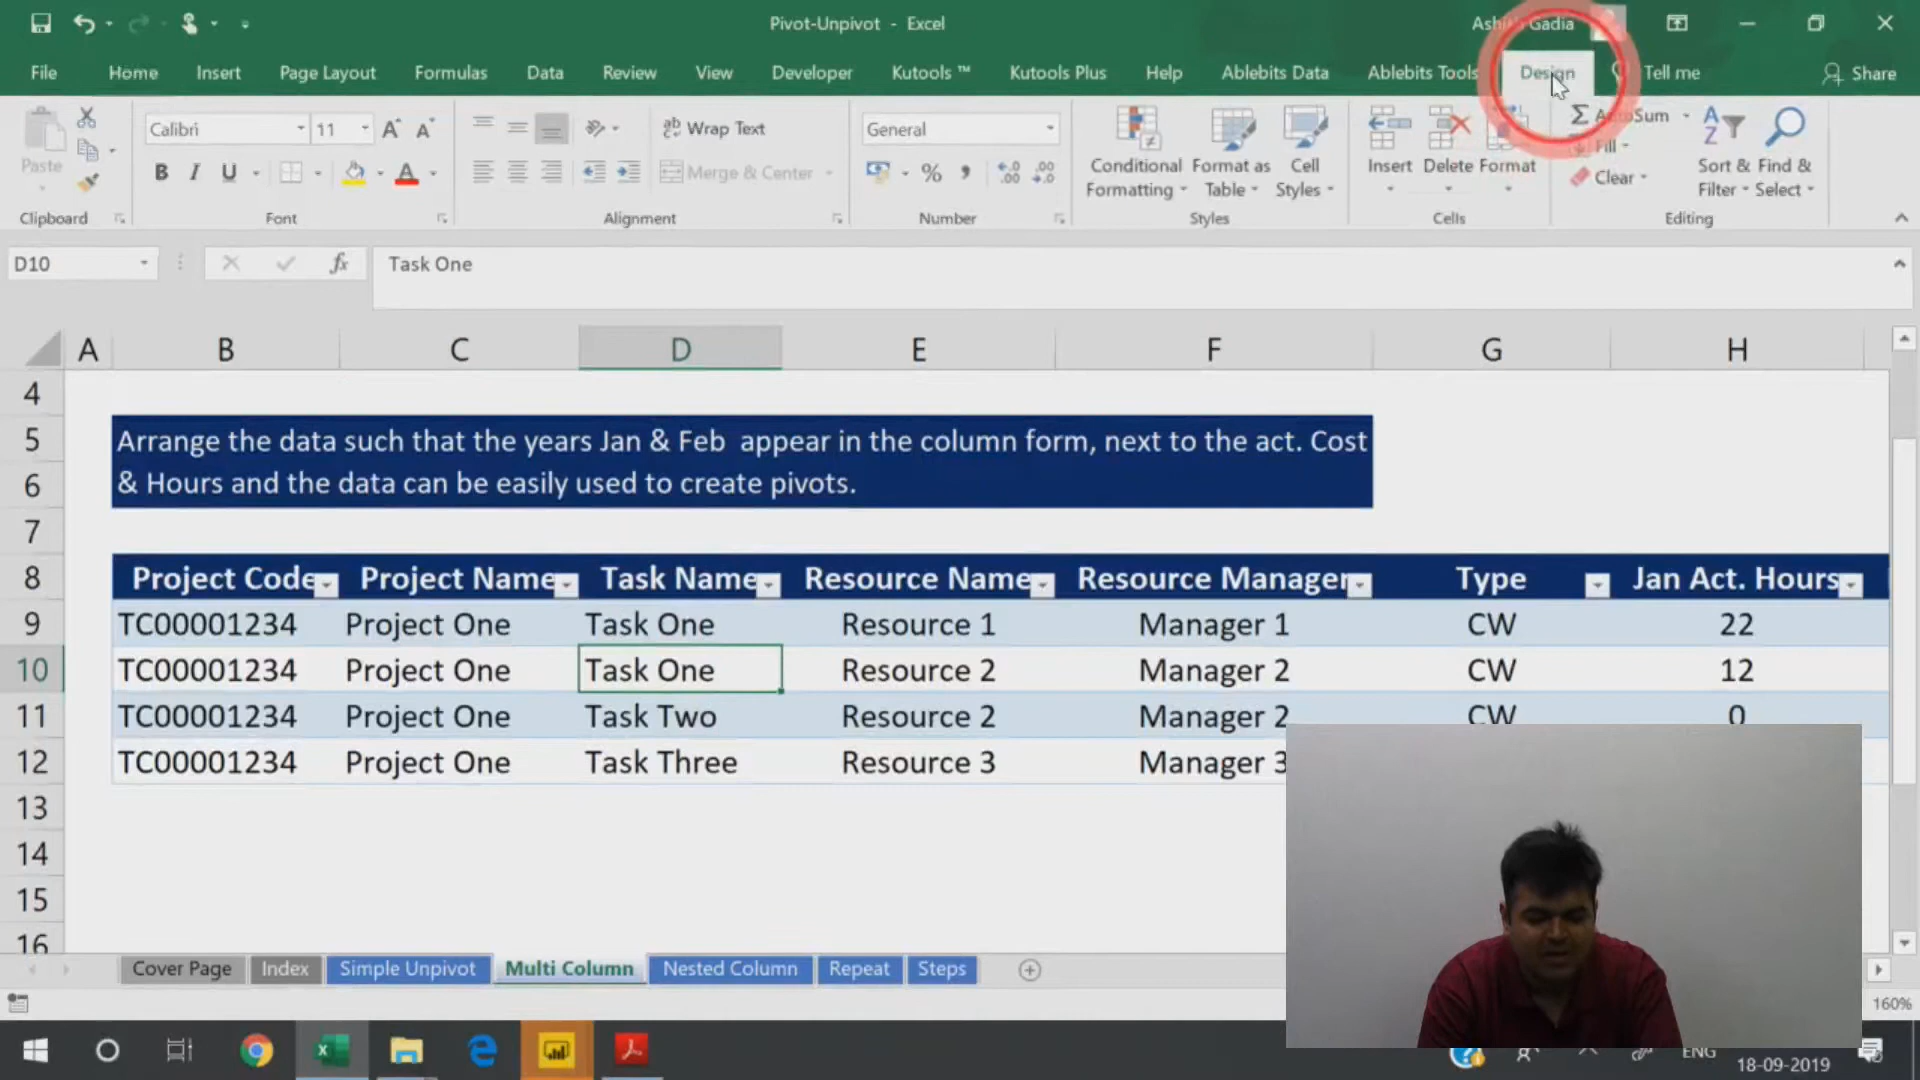 Pivot-Unpivot - Excel
Gadia
File Home Insert Page Layout Formulas Data Review View Developer Kutools ™ Kutools Plus Help Ablebits Data Ablebits Tools Design Tell me Share
Paste
Calibri 11
B I U
Wrap Text
Merge & Center
General
%
Conditional Formatting
Format as Table
Cell Styles
Insert Delete Format
AutoSum
Fill
Clear
Sort & Filter
Find & Select
Clipboard Font Alignment Number Styles Cells Editing
D10 fx Task One
A B C D E F G H
4
5 Arrange the data such that the years Jan & Feb appear in the column form, next to the act. Cost
6 & Hours and the data can be easily used to create pivots.
7
8 Project Code Project Name Task Name Resource Name Resource Manager Type Jan Act. Hours
9 TC00001234 Project One Task One Resource 1 Manager 1 CW 22
10 TC00001234 Project One Task One Resource 2 Manager 2 CW 12
11 TC00001234 Project One Task Two Resource 2 Manager 2 CW 0
12 TC00001234 Project One Task Three Resource 3 Manager 3
13
14
15
16
Cover Page Index Simple Unpivot Multi Column Nested Column Repeat Steps
160%
ENG
18-09-2019